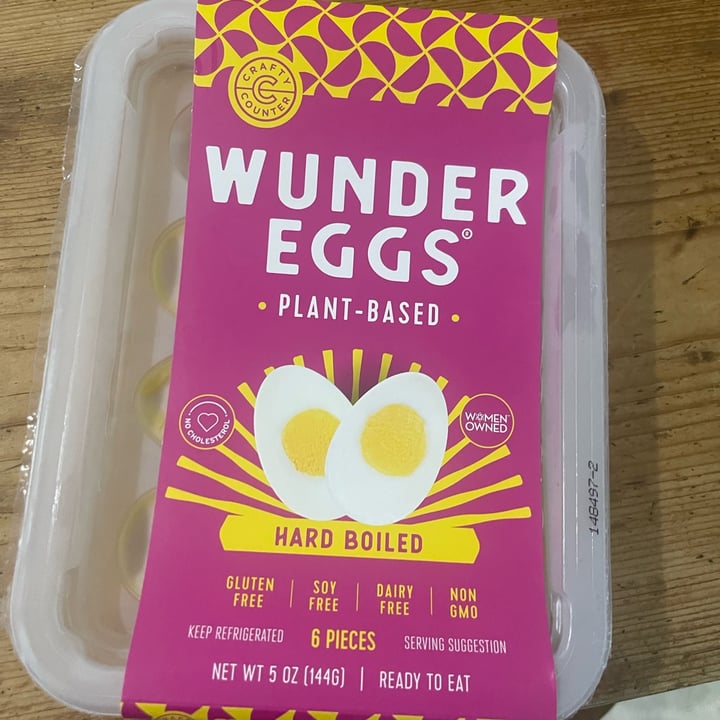 CRAFTY
C
COUNTER
WUNDER
EGGS®
• PLANT-BASED •
NO CHOLESTEROL
WOMEN
OWNED
HARD BOILED
GLUTEN FREE | SOY FREE | DAIRY FREE | NON GMO
KEEP REFRIGERATED 6 PIECES SERVING SUGGESTION
NET WT 5 OZ (144G) | READY TO EAT
148497-2